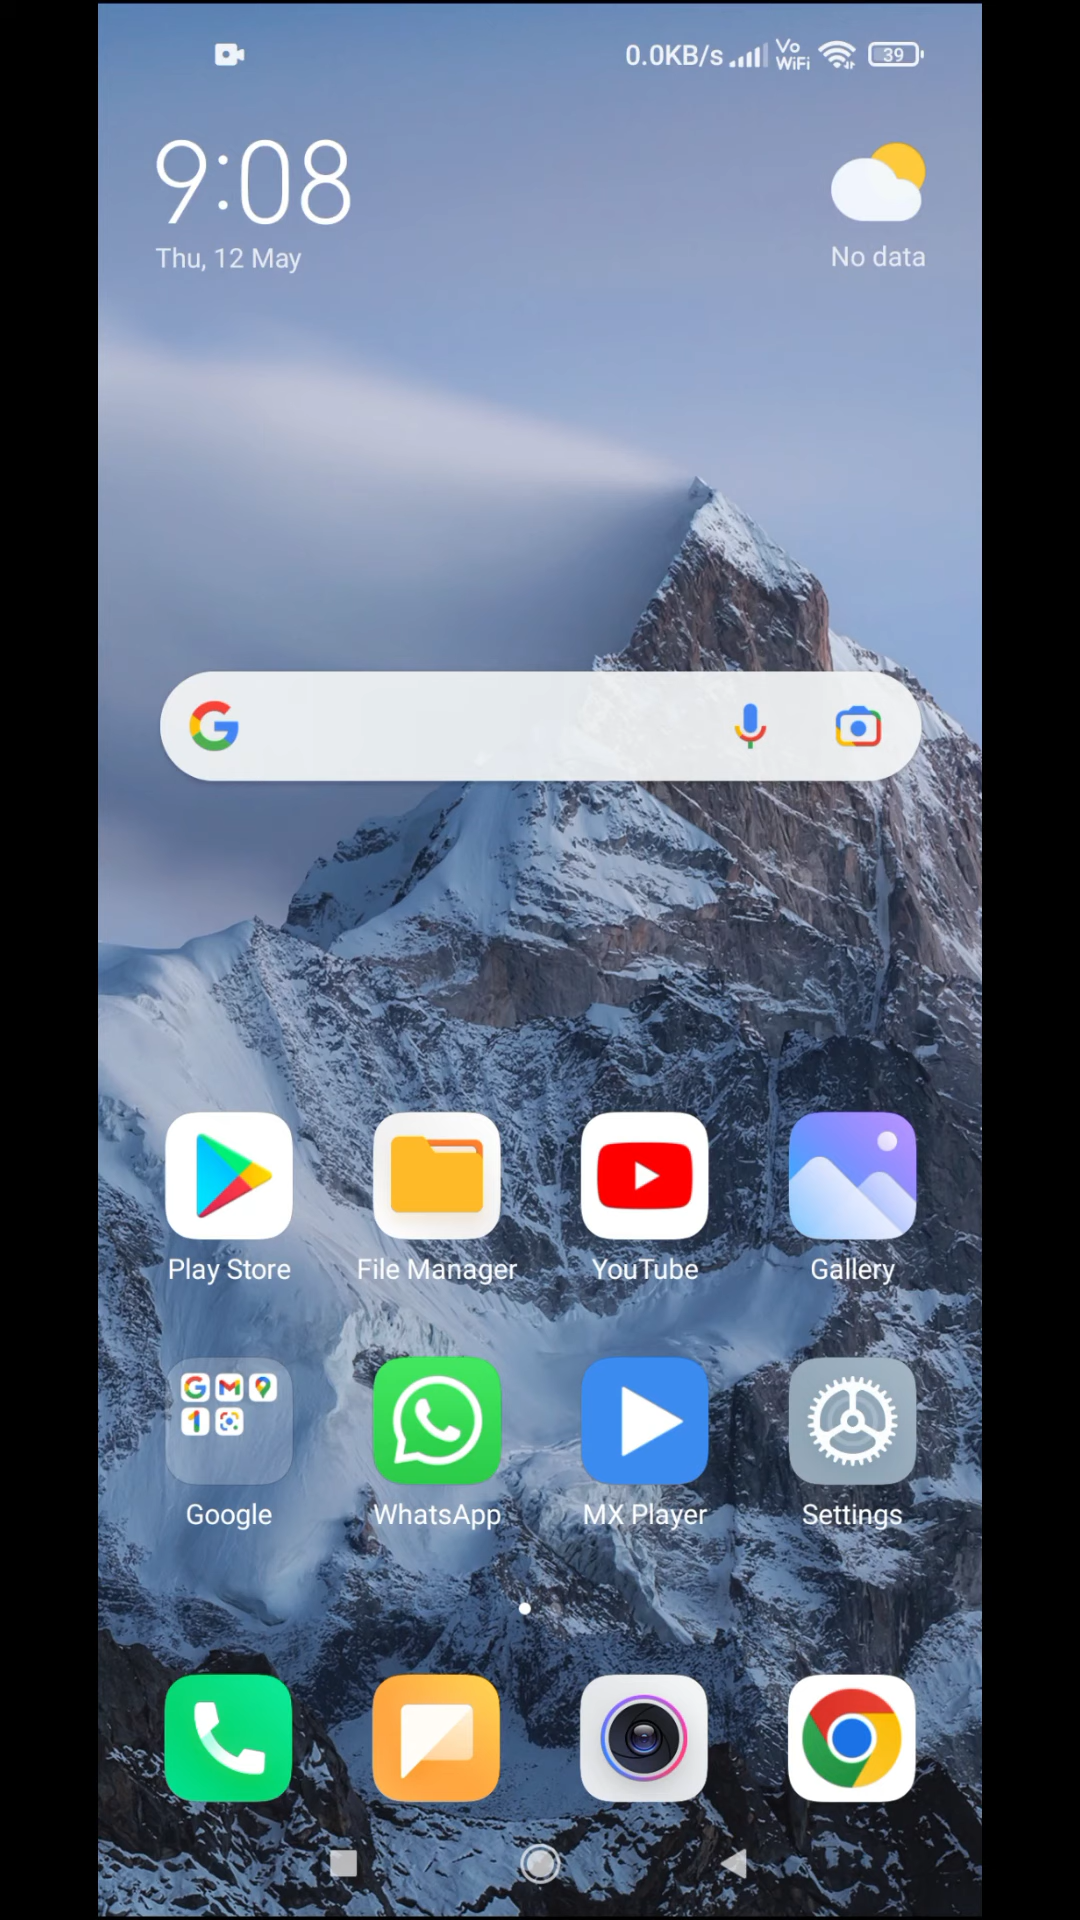 0.0KB/s Vo WiFi 39
9:08
Thu, 12 May
No data
Play Store File Manager YouTube Gallery
Google WhatsApp MX Player Settings